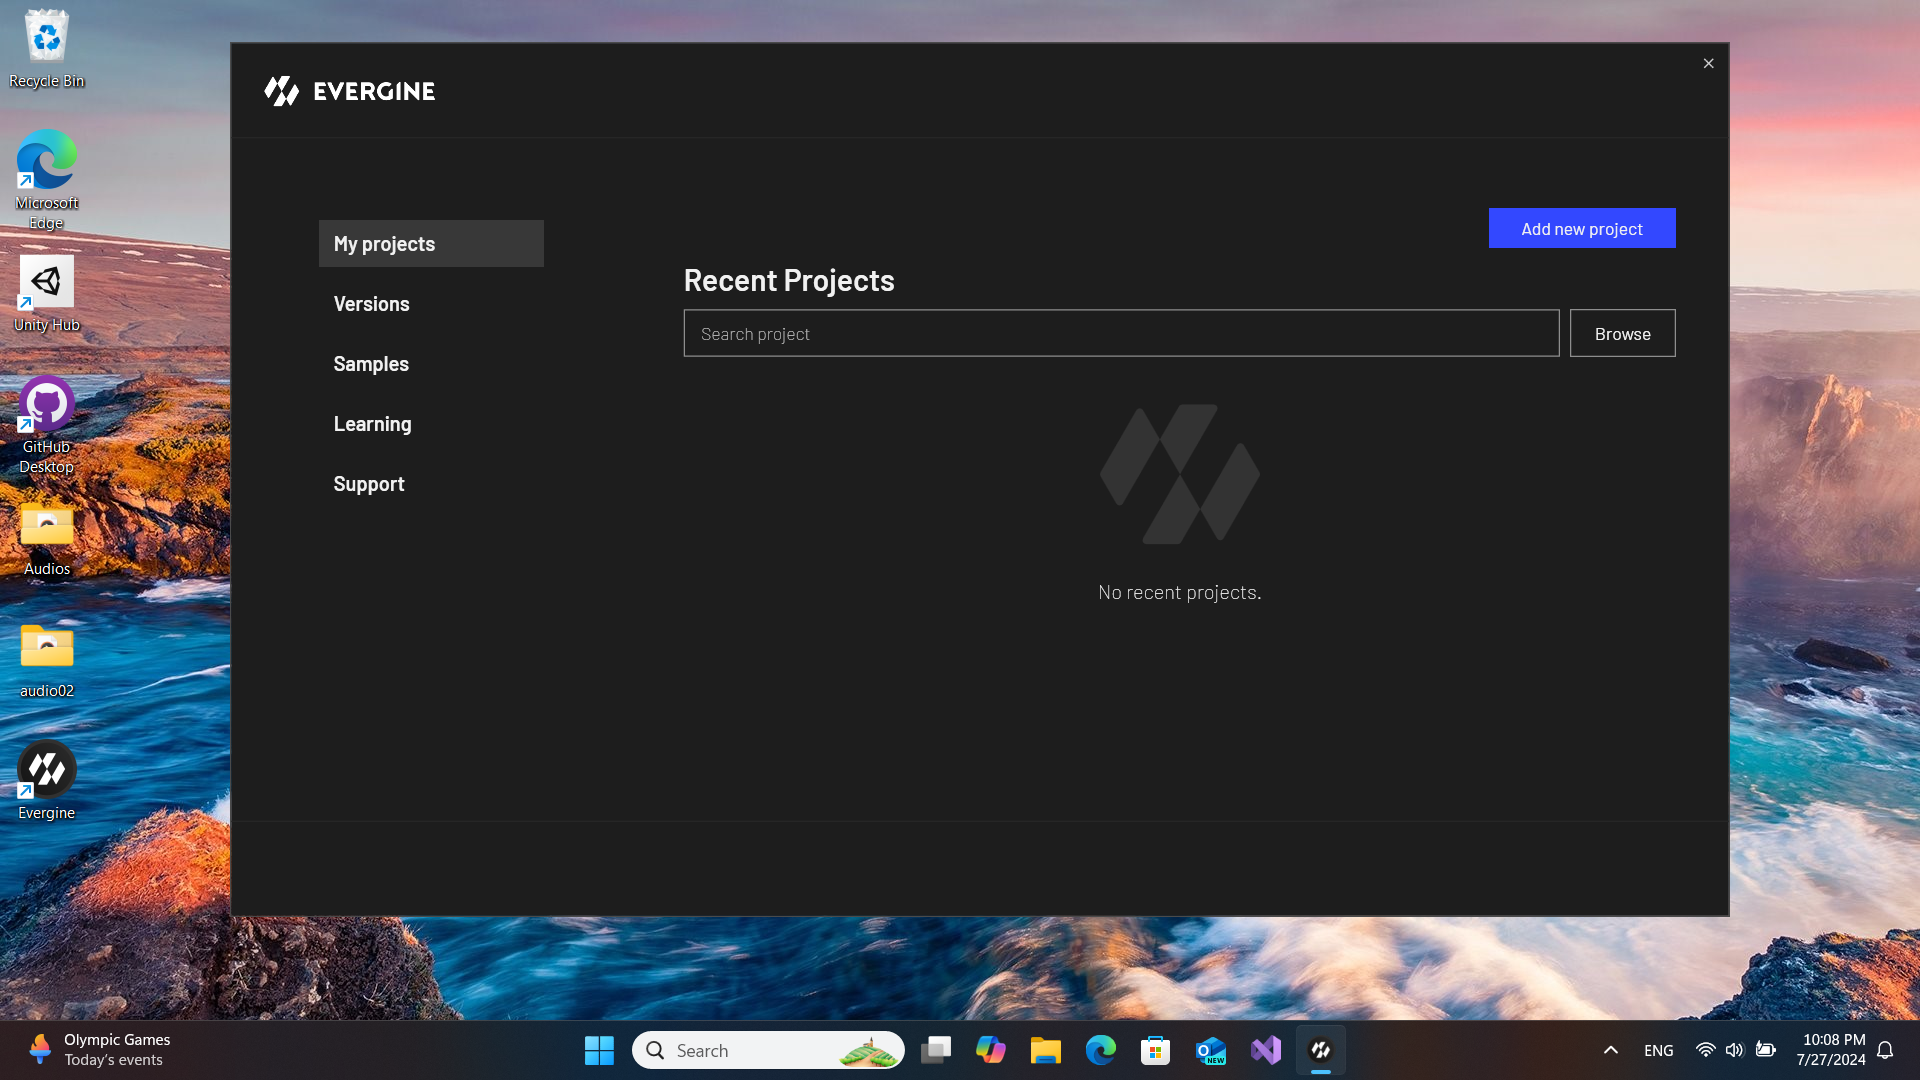 Recycle Bin
Microsoft
Edge
Unity Hub
GitHub
Desktop
Audios
audio02
Evergine
EVERGINE
My projects
Versions
Samples
Learning
Support
Add new project
Recent Projects
Search project
Browse
No recent projects.
Olympic Games
Today's events
Search
NEW
ENG
10:08 PM
7/27/2024